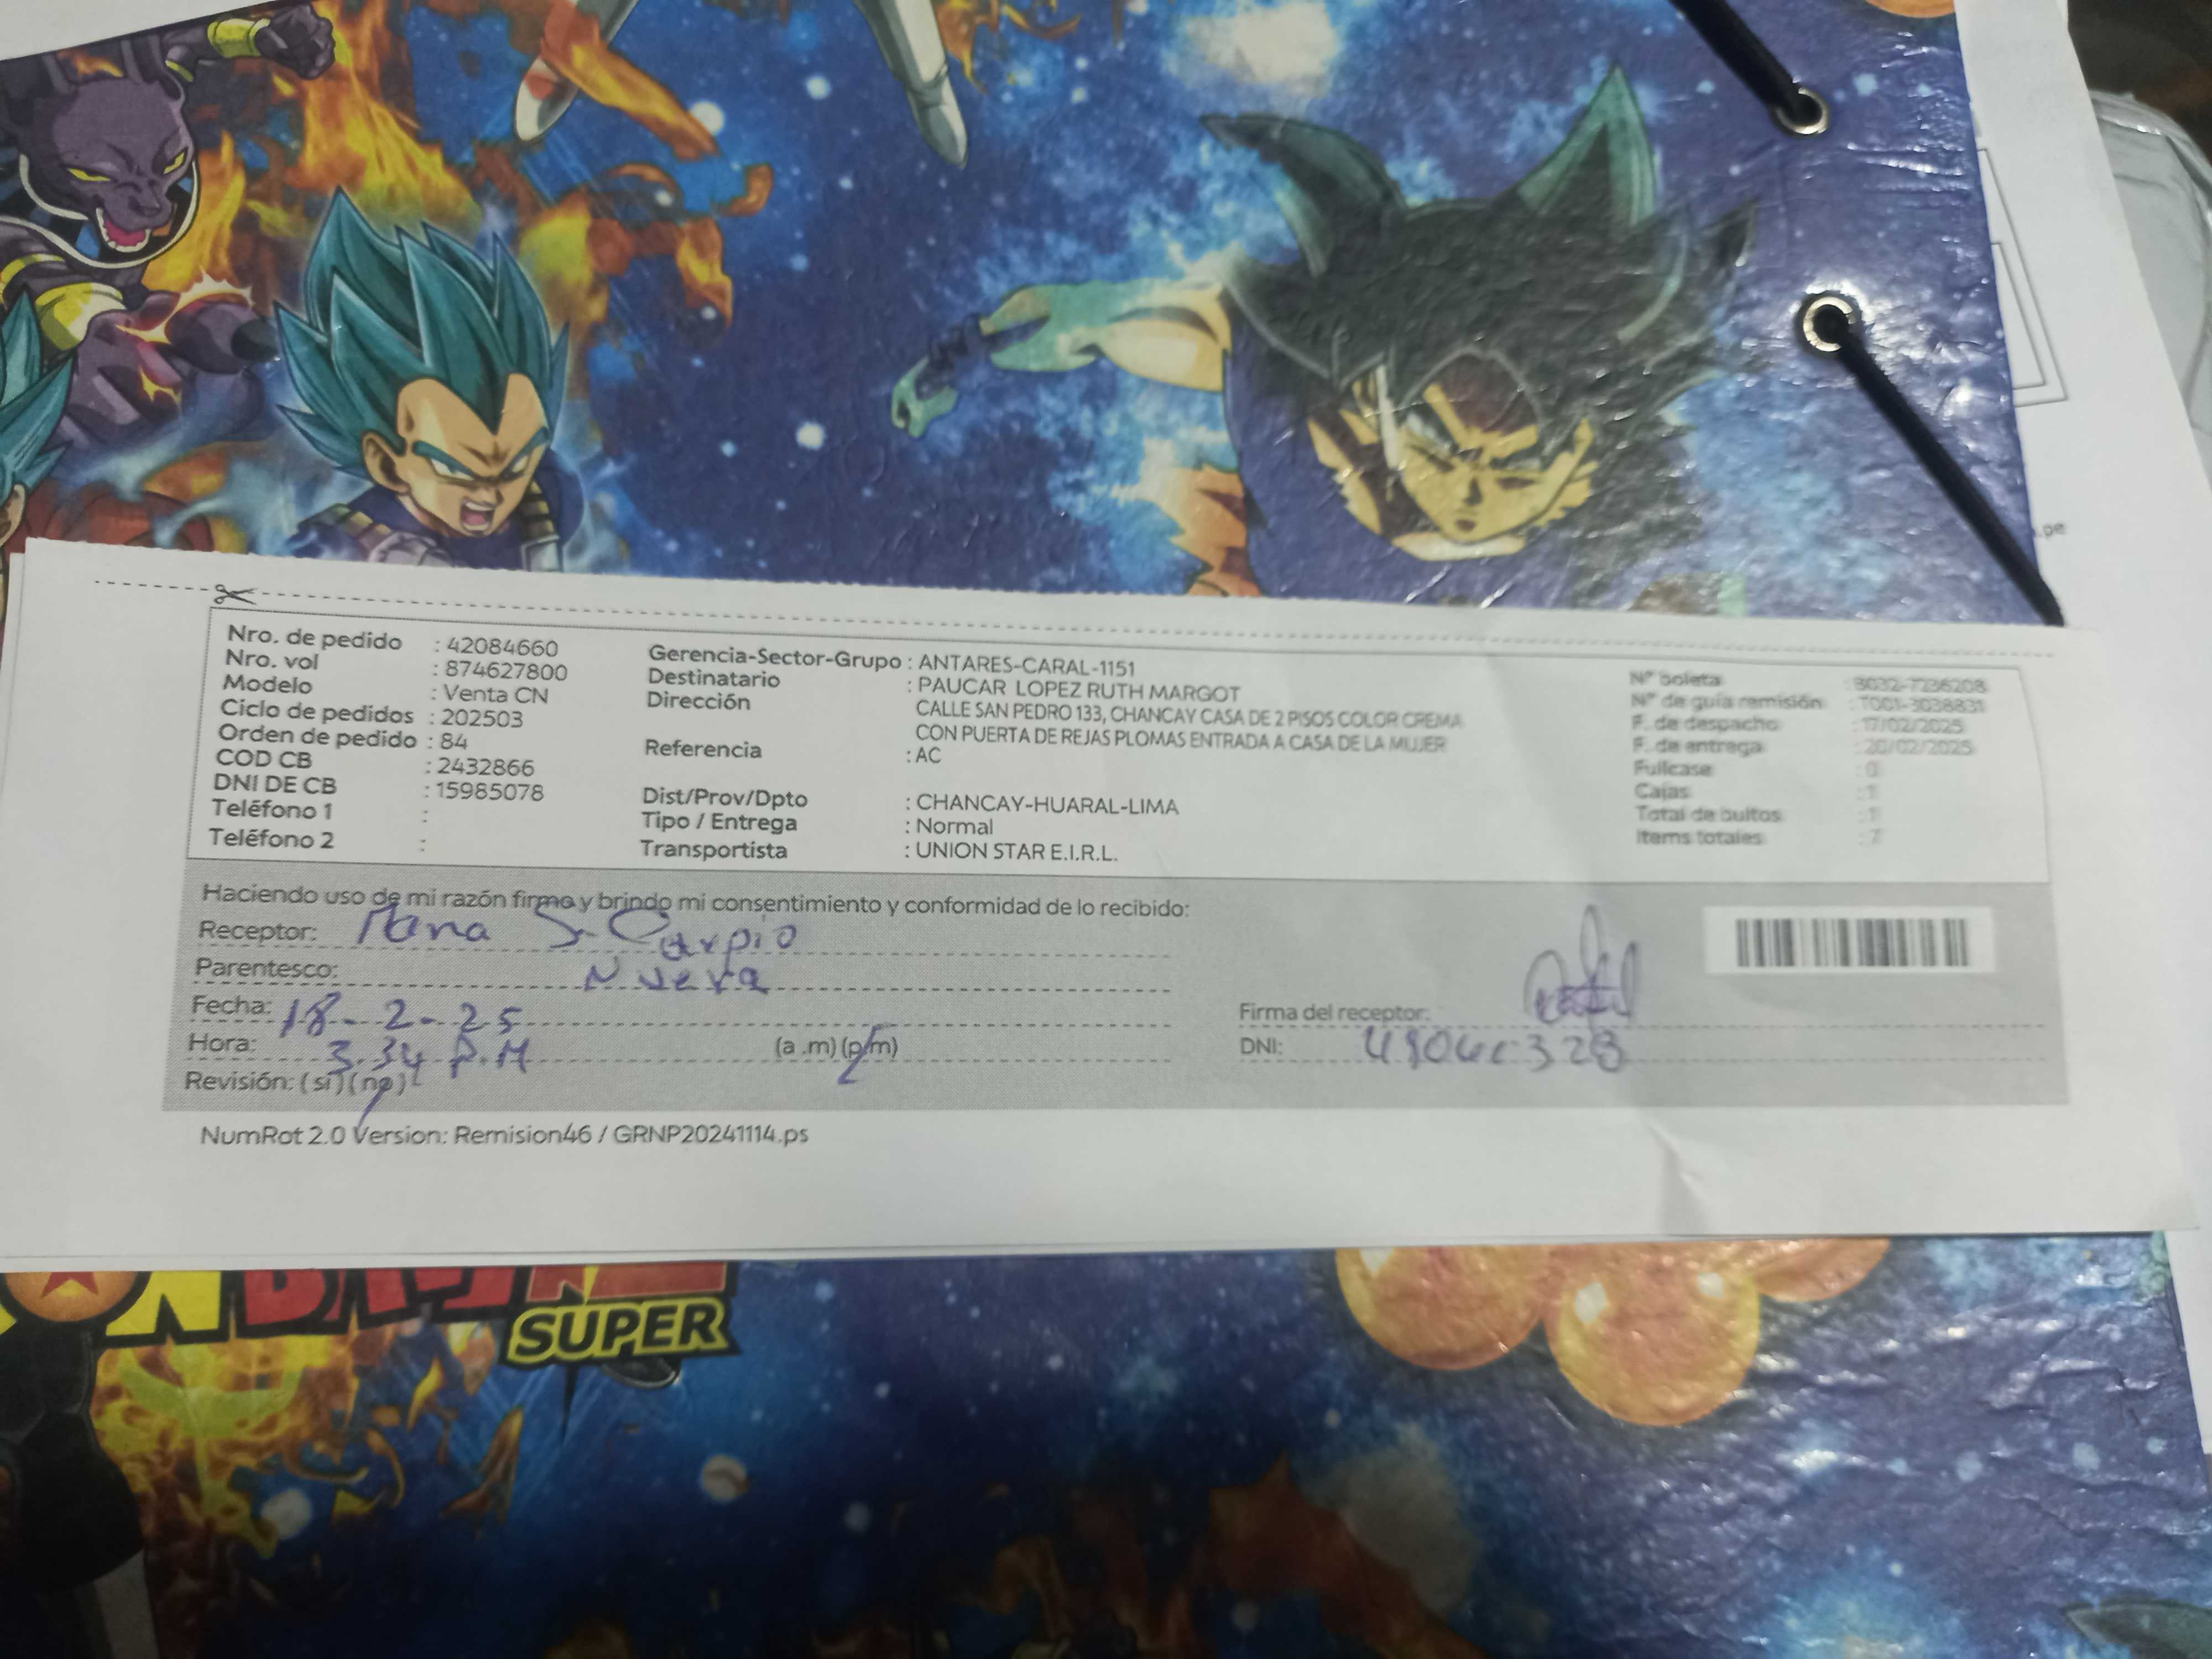 Nro. de pedido : 42084660
Nro. vol : 874627800
Modelo : Venta CN
Ciclo de pedidos : 202503
Orden de pedido : 84
COD CB : 2432866
DNI DE CB : 15985078
Teléfono 1 :
Teléfono 2 :
Gerencia-Sector-Grupo : ANTARES-CARAL-1151
Destinatario : PAUCAR LOPEZ RUTH MARGOT
Dirección CALLE SAN PEDRO 133, CHANCAY CASA DE 2 PISOS COLOR CREMA
CON PUERTA DE REJAS PLOMAS ENTRADA A CASA DE LA MUJER
Referencia : AC
Dist/Prov/Dpto : CHANCAY-HUARAL-LIMA
Tipo / Entrega : Normal
Transportista : UNION STAR E.I.R.L.
N° boleta : B032-7236208
N° de guía remisión : T001-3038831
F. de despacho : 17/02/2025
F. de entrega : 20/02/2025
Fullcase : 0
Cajas : 1
Total de bultos : 1
Items totales : 7
Haciendo uso de mi razón firmo y brindo mi consentimiento y conformidad de lo recibido:
Receptor: S. Carpio
Parentesco: Nuera
Fecha: 18-2-25
Hora: 3.34 P.M (a .m) (p/m)
Revisión: (si) (no)
Firma del receptor:
DNI:
NumRot 2.0 Version: Remision46 / GRNP20241114.ps
SUPER
.pe